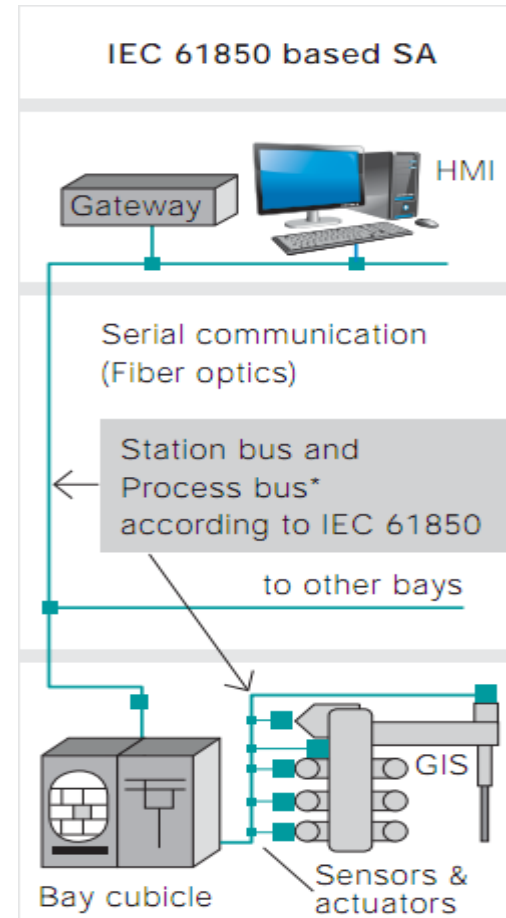 IEC 61850 based SA
Gateway
HMI
Serial communication
(Fiber optics)
Station bus and
Process bus*
according to IEC 61850
to other bays
GIS
Bay cubicle
Sensors &
actuators